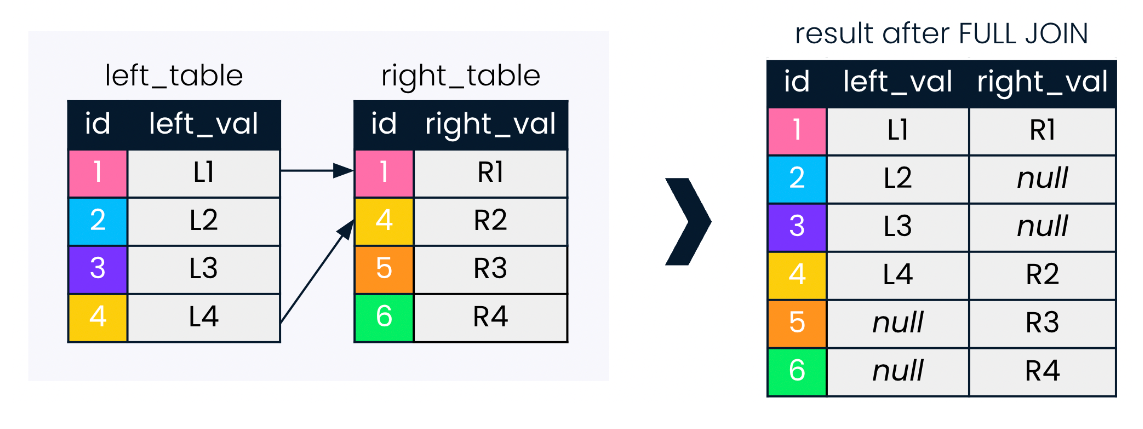 result after FULL JOIN
left_table right_table
id left_val id right_val
1 L1 1 R1
2 L2 4 R2
3 L3 5 R3
4 L4 6 R4
id left_val right_val
1 L1 R1
2 L2 null
3 L3 null
4 L4 R2
5 null R3
6 null R4